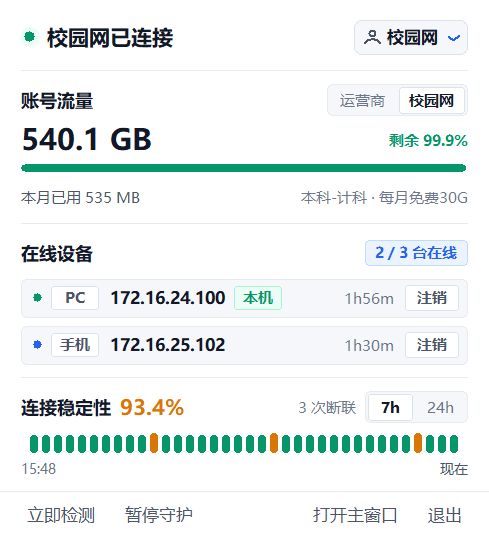 校园网已连接 校园网
账号流量 运营商 校园网
540.1 GB 剩余 99.9%
本月已用 535 MB 本科-计科 · 每月免费30G
在线设备 2 / 3 台在线
PC 172.16.24.100 本机 1h56m 注销
手机 172.16.25.102 1h30m 注销
连接稳定性 93.4% 3 次断联 7h 24h
15:48 现在
立即检测 暂停守护 打开主窗口 退出